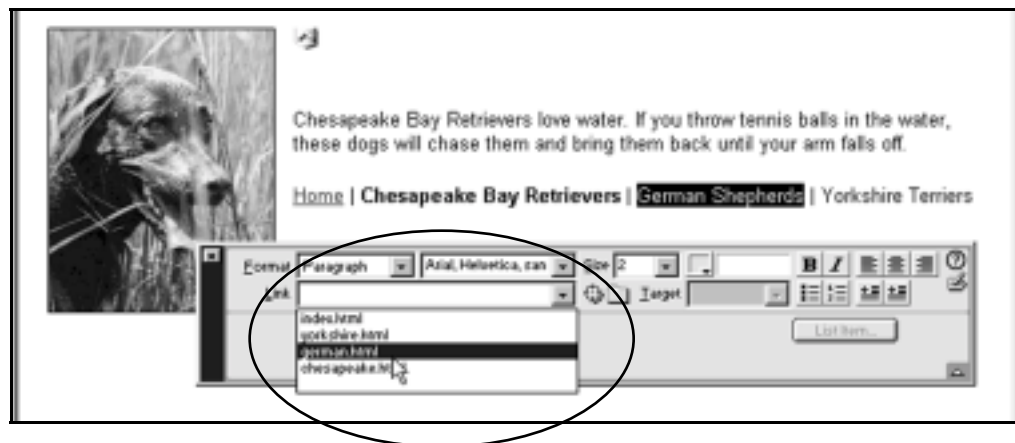 Chesapeake Bay Retrievers love water. If you throw tennis balls in the water,
these dogs will chase them and bring them back until your arm falls off.
Home | Chesapeake Bay Retrievers | German Shepherds | Yorkshire Terriers
Format Paragraph Arial, Helvetica, san Size 2 B I
Link Target
index.html
yorkshire.html
german.html
chesapeake.ht
List Item...